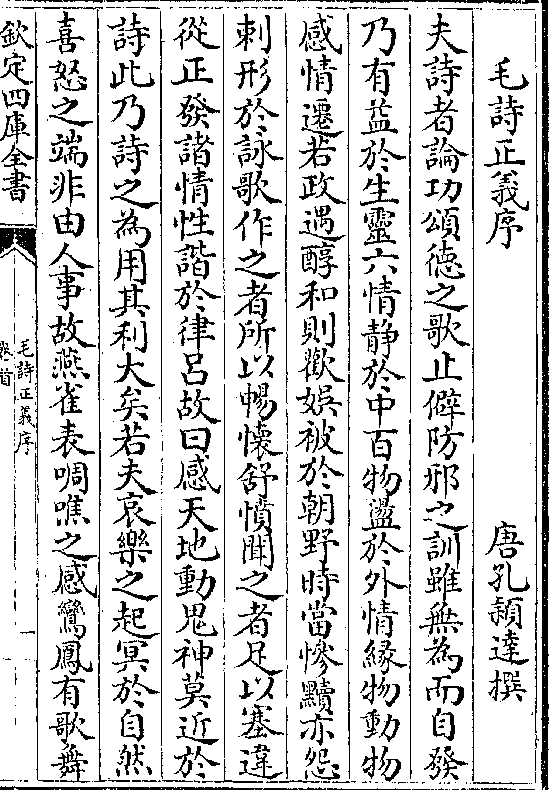 毛詩正義序　唐孔頴達撰
夫詩者論功頌徳之歌止僻防邪之訓雖無為而自發
乃有益於生靈六情静於中百物盪於外情縁物動物
感情遷若政遇醇和則歡娯被於朝野時當慘黷亦怨
刺形於詠歌作之者所以暢懐舒憤聞之者足以塞違
從正發諸情性諧於律吕故曰感天地動鬼神莫近於
詩此乃詩之為用其利大矣若夫哀樂之起冥於自然
喜怒之端非由人事故燕雀表啁噍之感鸞鳳有歌舞
欽定四庫全書
毛詩正義序
卷首
一